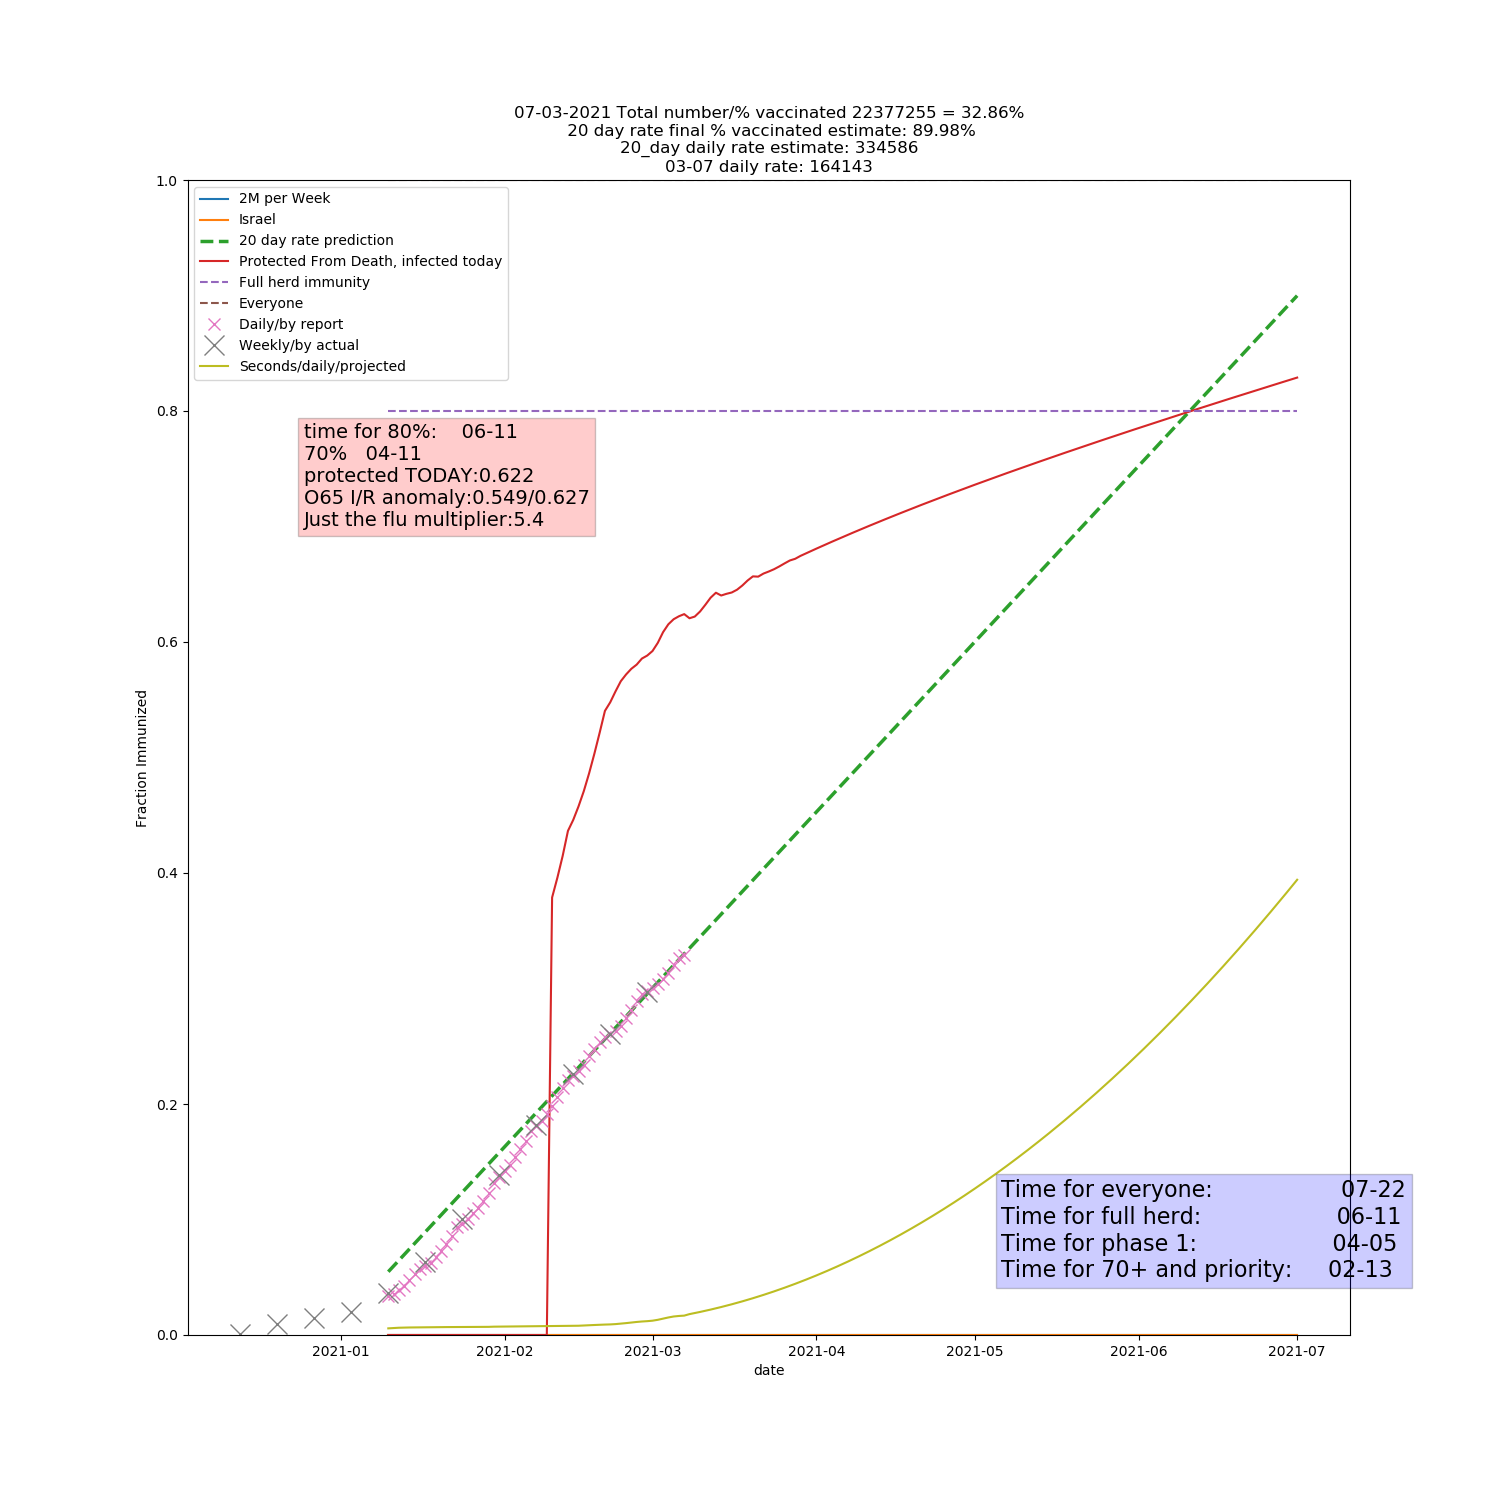 07-03-2021 Total number/% vaccinated 22377255 = 32.86%
20 day rate final % vaccinated estimate: 89.98%
20_day daily rate estimate: 334586
03-07 daily rate: 164143
1.0
2M per Week
Israel
20 day rate prediction
Protected From Death, infected today
Full herd immunity
Everyone
Daily/by report
Weekly/by actual
Seconds/daily/projected
0.8
time for 80%: 06-11
70% 04-11
protected TODAY:0.622
O65 I/R anomaly:0.549/0.627
Just the flu multiplier:5.4
0.6
Fraction Immunized
0.4
0.2
Time for everyone: 07-22
Time for full herd: 06-11
Time for phase 1: 04-05
Time for 70+ and priority: 02-13
0.0
2021-01 2021-02 2021-03 2021-04 2021-05 2021-06 2021-07
date